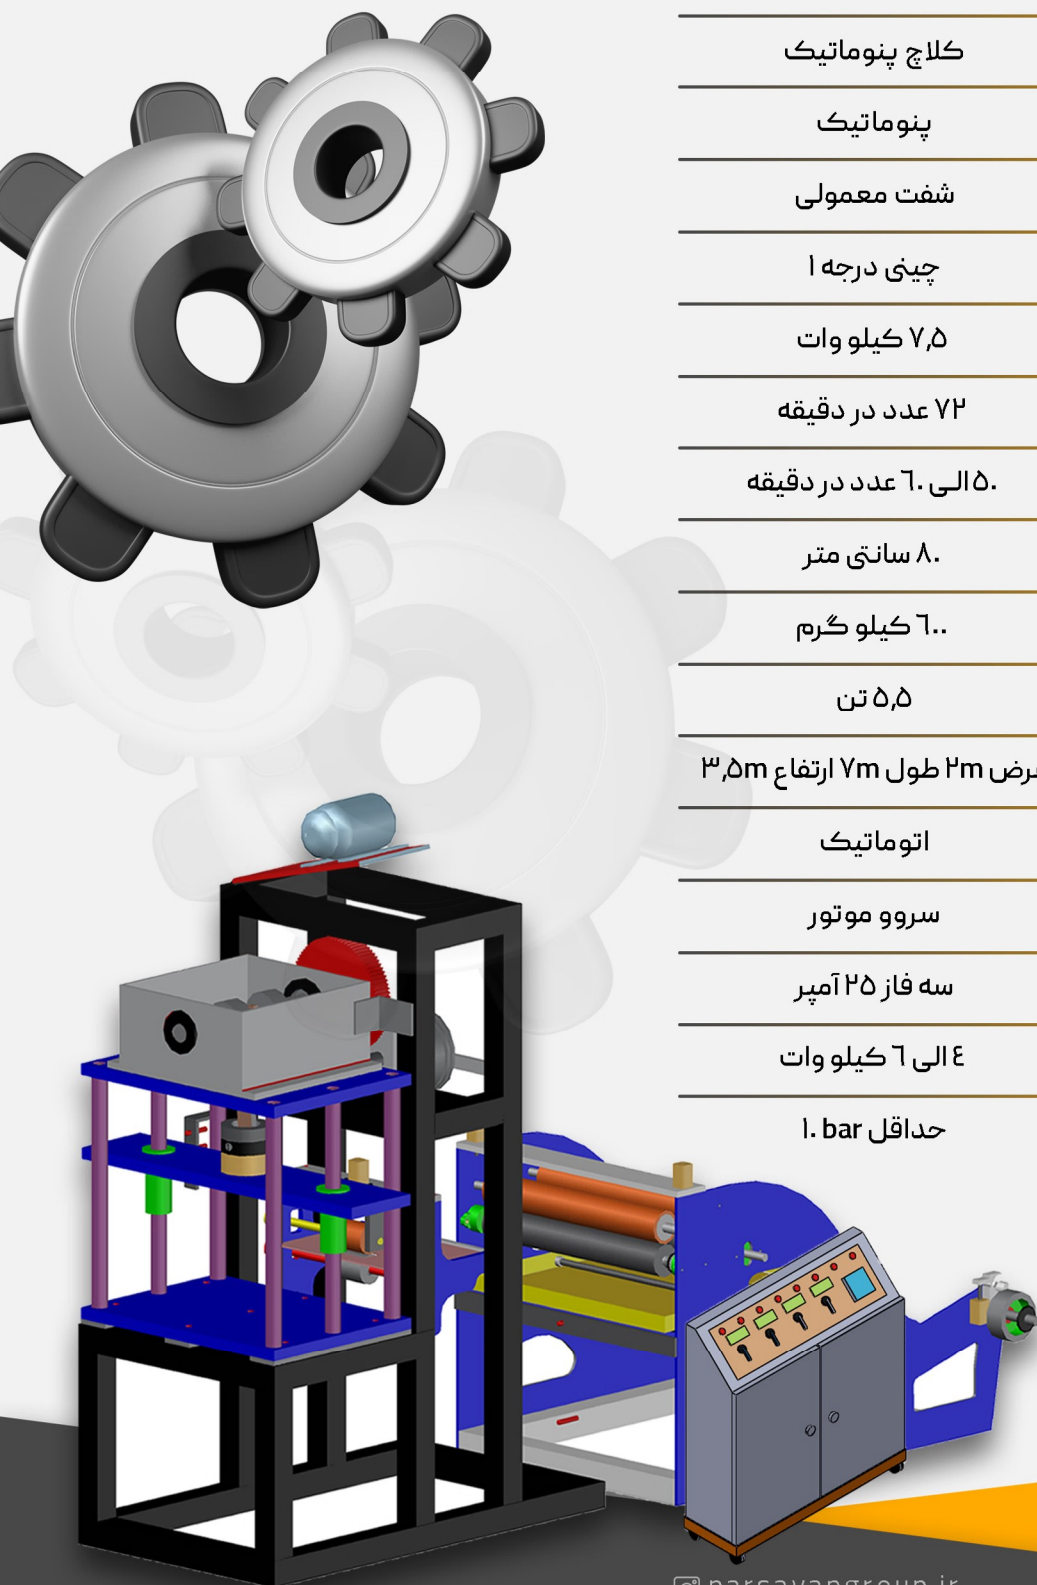 کلاچ پنوماتیک
پنوماتیک
شفت معمولی
چینی درجه ۱
۷,۵ کیلو وات
۷۲ عدد در دقیقه
۵۰ الی ۶۰ عدد در دقیقه
۸۰ سانتی متر
۶۰۰ کیلو گرم
۵,۵ تن
عرض ۲m طول ۷m ارتفاع ۳,۵m
اتوماتیک
سروو موتور
سه فاز ۲۵ آمپر
٤ الی ٦ کیلو وات
حداقل ۱۰ bar
parsayangroup.ir